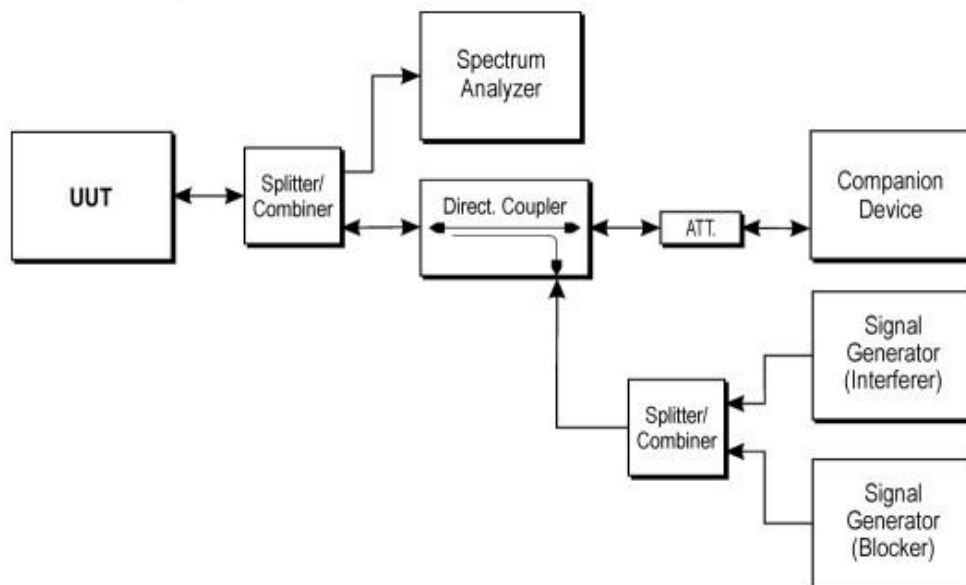 Spectrum
Analyzer
UUT
Splitter/
Combiner
Direct. Coupler
ATT.
Companion
Device
Signal
Generator
(Interferer)
Splitter/
Combiner
Signal
Generator
(Blocker)